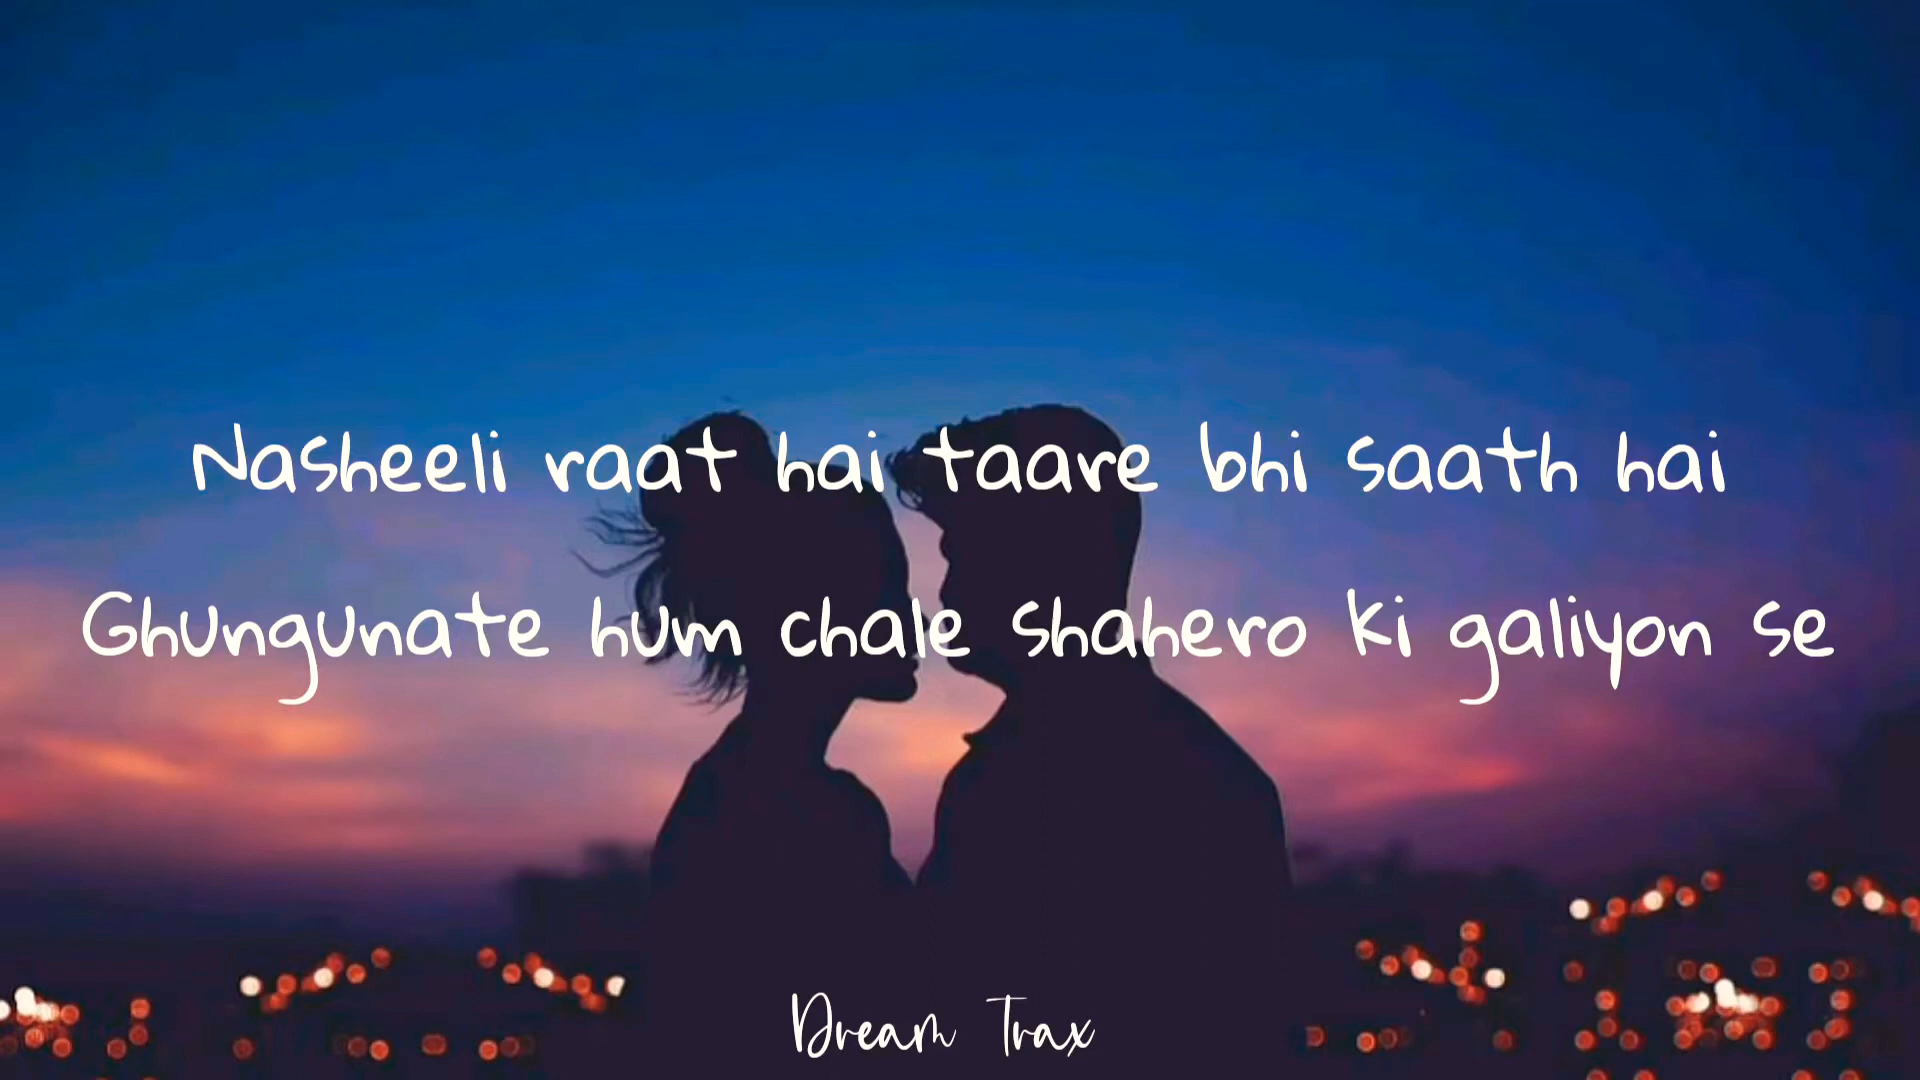 Nasheeli raat hai taare bhi saath hai
Ghungunate hum chale shahero ki galiyon se
Dream Trax